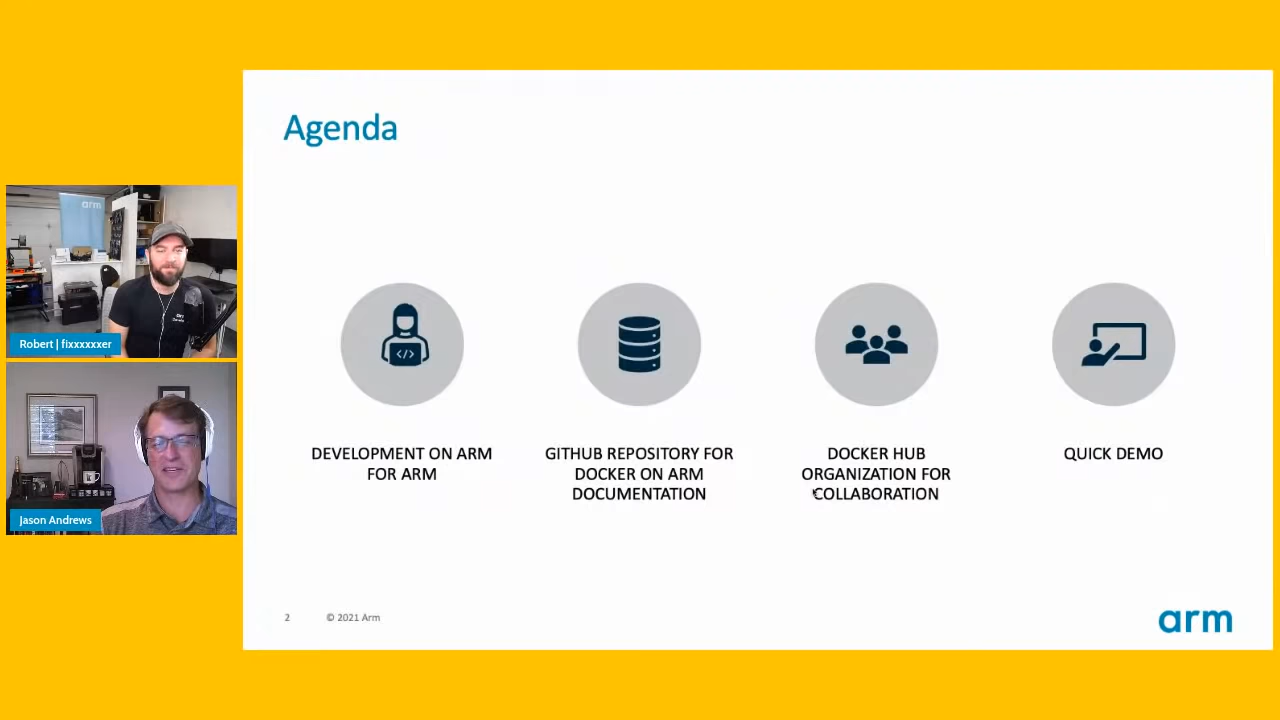 Agenda
arm
Robert | fixxxxxxer
Jason Andrews
</>
DEVELOPMENT ON ARM
FOR ARM
GITHUB REPOSITORY FOR
DOCKER ON ARM
DOCUMENTATION
DOCKER HUB
ORGANIZATION FOR
COLLABORATION
QUICK DEMO
2
© 2021 Arm
arm